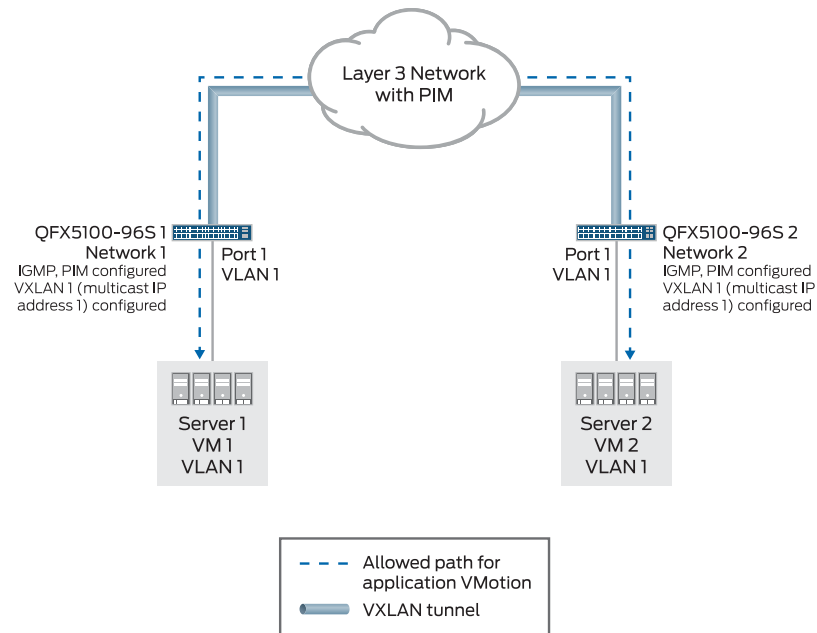 Layer 3 Network
with PIM
QFX5100-96S 1
Network 1
IGMP, PIM configured
VXLAN 1 (multicast IP
address 1) configured
Port 1
VLAN 1
Port 1
VLAN 1
QFX5100-96S 2
Network 2
IGMP, PIM configured
VXLAN 1 (multicast IP
address 1) configured
Server 1
VM 1
VLAN 1
Server 2
VM 2
VLAN 1
Allowed path for
application VMotion
VXLAN tunnel